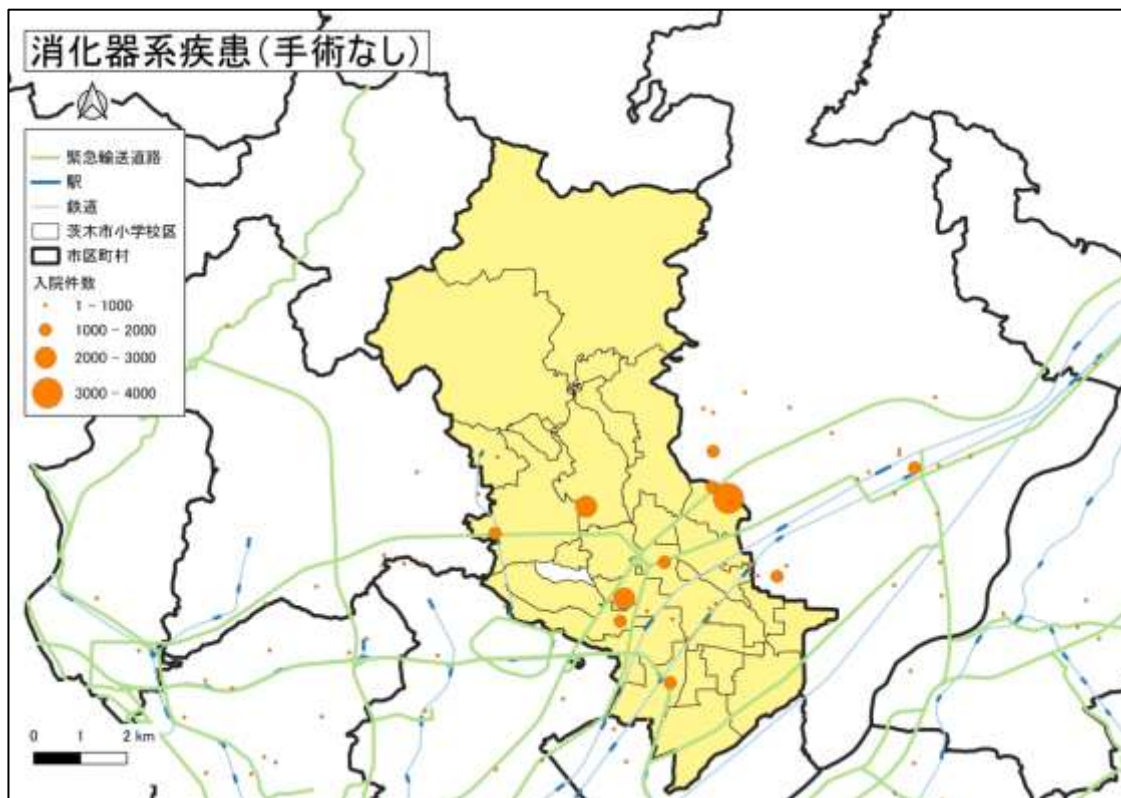 消化器系疾患(手術なし)
緊急輸送道路
駅
鉄道
茨木市小学校区
市区町村
入院件数
1 - 1000
1000 - 2000
2000 - 3000
3000 - 4000
0 1 2 km